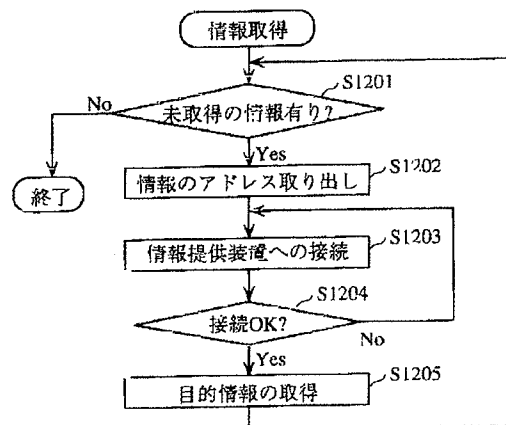 情報取得
S1201
No
未取得の情報有り?
Yes
終了
S1202
情報のアドレス取り出し
S1203
情報提供装置への接続
S1204
接続OK?
No
Yes
S1205
目的情報の取得